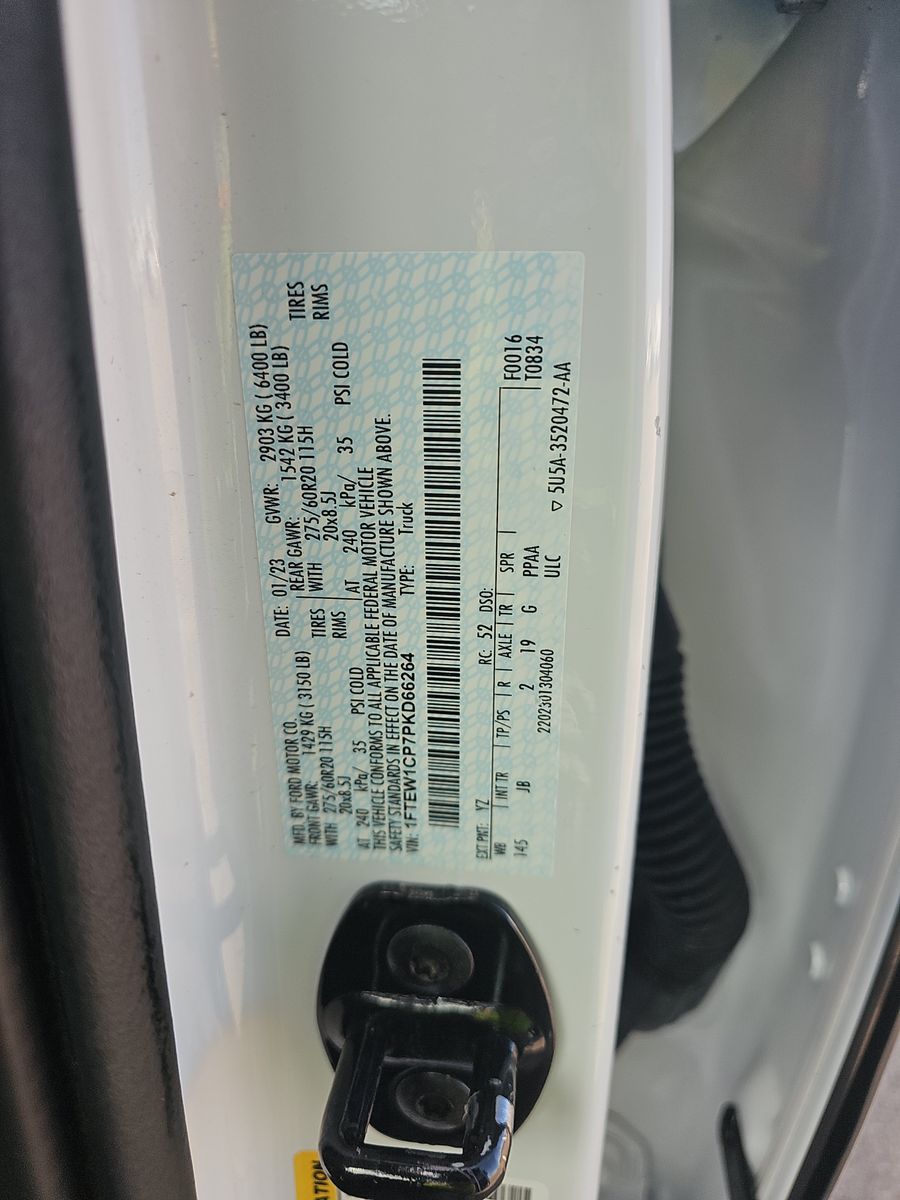 MFD. BY FORD MOTOR CO.
DATE: 01/23 GVWR: 2903 KG ( 6400 LB)
FRONT GAWR: 1429 KG ( 3150 LB) REAR GAWR: 1542 KG ( 3400 LB)
WITH 275/60R20 115H TIRES WITH 275/60R20 115H TIRES
20x8.5J RIMS 20x8.5J RIMS
AT 240 kPa/ 35 PSI COLD AT 240 kPa/ 35 PSI COLD
THIS VEHICLE CONFORMS TO ALL APPLICABLE FEDERAL MOTOR VEHICLE
SAFETY STANDARDS IN EFFECT ON THE DATE OF MANUFACTURE SHOWN ABOVE.
VIN: 1FTEW1CP7PKD66264 TYPE: Truck
EXT PNT: YZ RC: 52 DSO:
WB INT TR TP/PS R AXLE TR SPR F0016
145 JB 2 19 G PPAA T0834
2202301304060 ULC
▽ 5U5A-3520472-AA
ATION